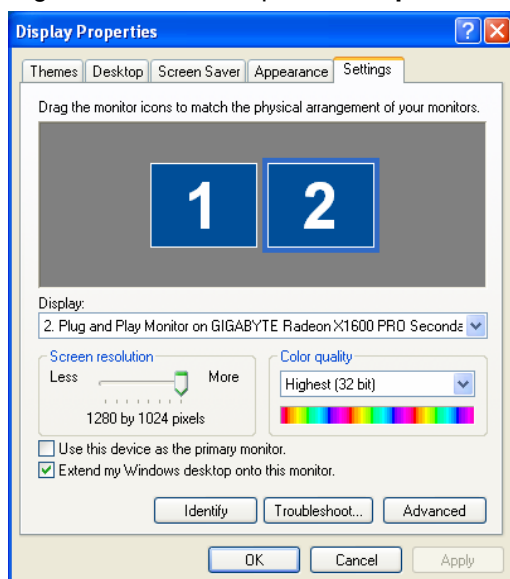 Display Properties
Themes Desktop Screen Saver Appearance Settings
Drag the monitor icons to match the physical arrangement of your monitors.
1 2
Display:
2. Plug and Play Monitor on GIGABYTE Radeon X1600 PRO Seconda
Screen resolution
Less More
1280 by 1024 pixels
Color quality
Highest (32 bit)
Use this device as the primary monitor.
Extend my Windows desktop onto this monitor.
Identify Troubleshoot... Advanced
OK Cancel Apply